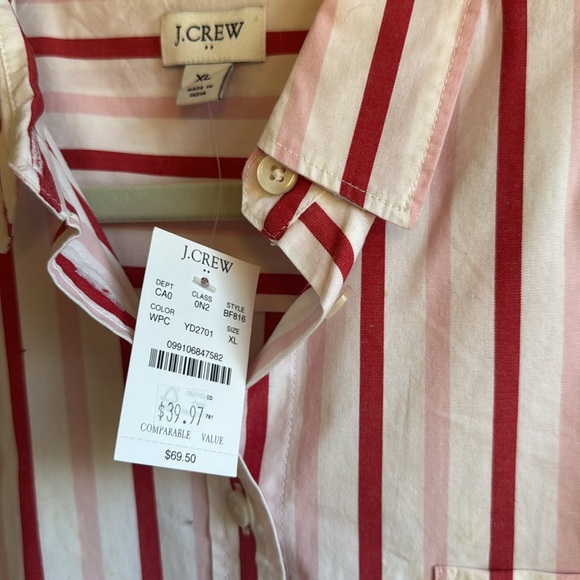 J.CREW
XL
MADE IN
INDIA
J.CREW
DEPT CLASS STYLE
CA0 0N2 BF816
COLOR SIZE
WPC YD2701 XL
099106847582
$39.97
COMPARABLE VALUE
$69.50